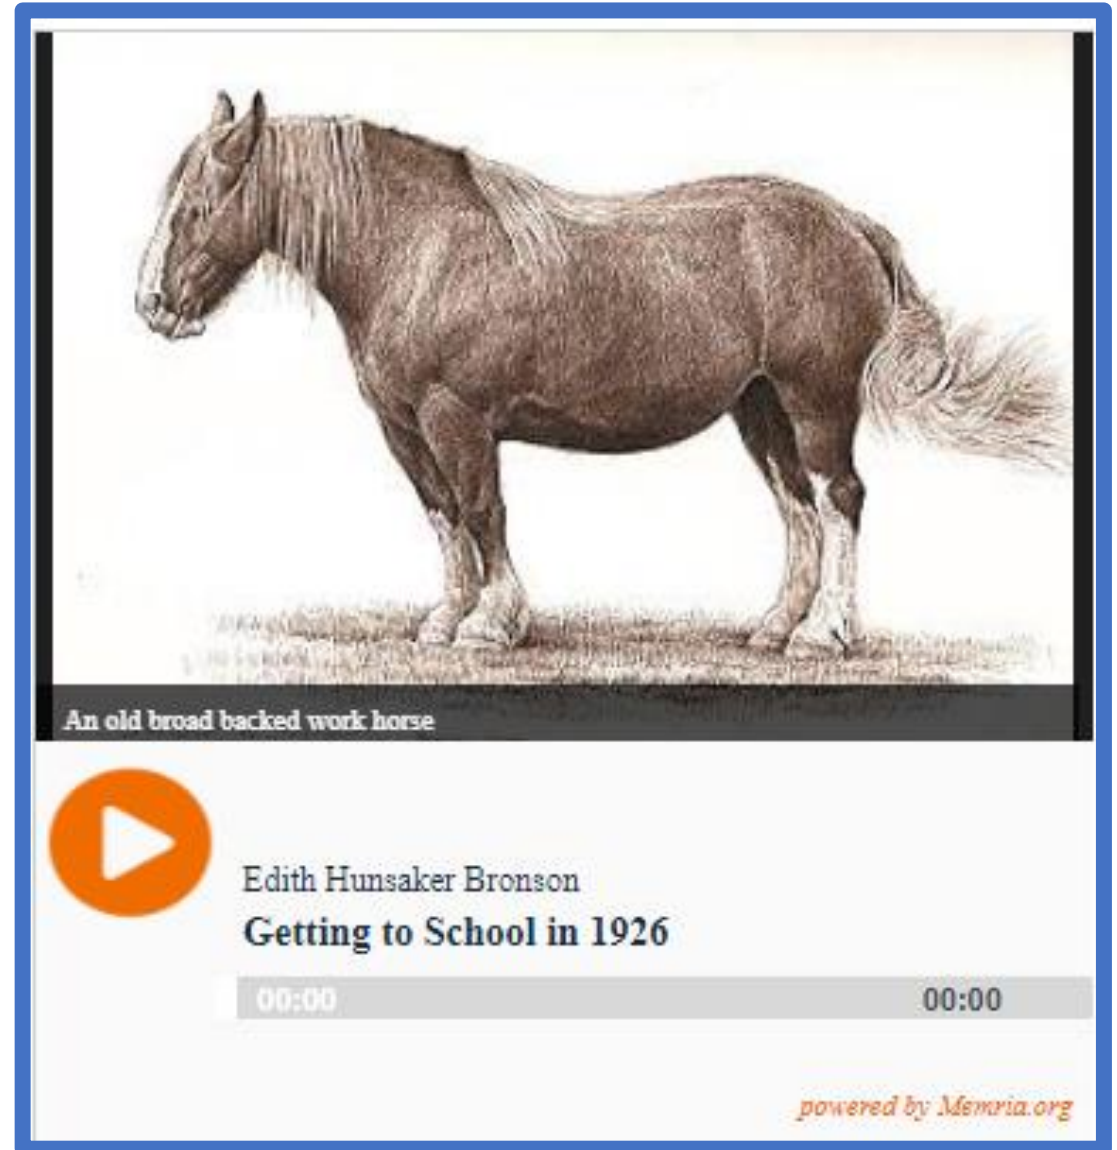 An old broad backed work horse
Edith Hunsaker Bronson
Getting to School in 1926
00:00 00:00
powered by Memria.org